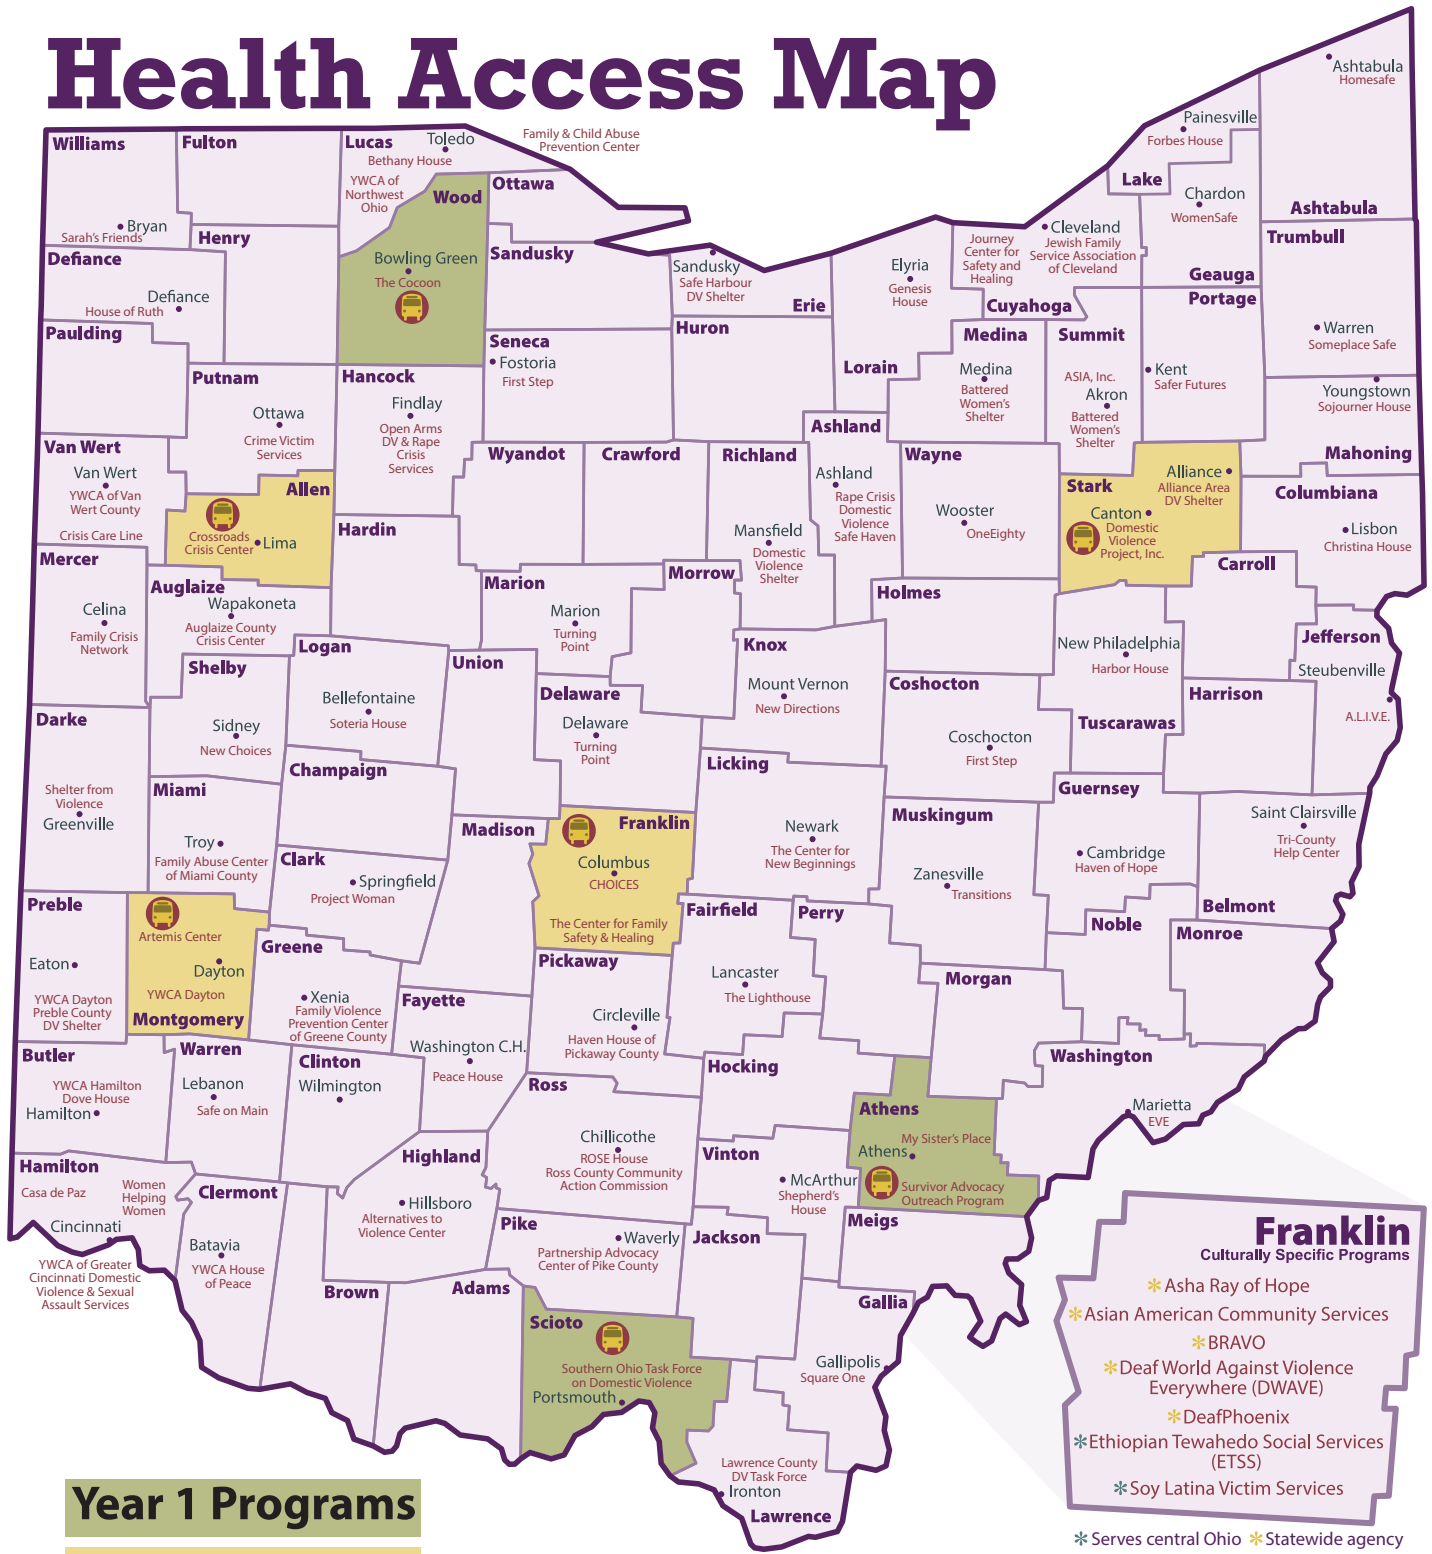 Health Access Map
Ashtabula
Homesafe
Painesville
Forbes House
Lake
Chardon
WomenSafe
Ashtabula
Geauga
Williams
Bryan
Sarah's Friends
Fulton
Lucas
Toledo
Bethany House
YWCA of
Northwest
Ohio
Family & Child Abuse
Prevention Center
Wood
Bowling Green
The Cocoon
Ottawa
Sandusky
Henry
Defiance
Defiance
House of Ruth
Paulding
Sandusky
Safe Harbour
DV Shelter
Erie
Huron
Elyria
Genesis
House
Lorain
Journey
Center for
Safety and
Healing
Cleveland
Jewish Family
Service Association
of Cleveland
Cuyahoga
Trumbull
Warren
Someplace Safe
Portage
Kent
Safer Futures
Medina
Medina
Battered
Women's
Shelter
Summit
ASIA, Inc.
Akron
Battered
Women's
Shelter
Youngstown
Sojourner House
Mahoning
Seneca
Fostoria
First Step
Putnam
Ottawa
Crime Victim
Services
Hancock
Findlay
Open Arms
DV & Rape
Crisis
Services
Van Wert
Van Wert
YWCA of Van
Wert County
Crisis Care Line
Allen
Crossroads
Crisis Center
Lima
Wyandot
Crawford
Richland
Mansfield
Domestic
Violence
Shelter
Ashland
Ashland
Rape Crisis
Domestic
Violence
Safe Haven
Wayne
Wooster
OneEighty
Stark
Alliance
Alliance Area
DV Shelter
Canton
Domestic
Violence
Project, Inc.
Columbiana
Lisbon
Christina House
Carroll
Mercer
Celina
Family Crisis
Network
Auglaize
Wapakoneta
Auglaize County
Crisis Center
Hardin
Marion
Marion
Turning
Point
Morrow
Holmes
Knox
Mount Vernon
New Directions
New Philadelphia
Harbor House
Tuscarawas
Jefferson
Steubenville
A.L.I.V.E.
Harrison
Coshocton
Coschocton
First Step
Shelby
Sidney
New Choices
Logan
Bellefontaine
Soteria House
Union
Delaware
Delaware
Turning
Point
Darke
Shelter from
Violence
Greenville
Miami
Troy
Family Abuse Center
of Miami County
Champaign
Clark
Springfield
Project Woman
Madison
Franklin
Columbus
CHOICES
The Center for Family
Safety & Healing
Licking
Newark
The Center for
New Beginnings
Muskingum
Zanesville
Transitions
Guernsey
Cambridge
Haven of Hope
Saint Clairsville
Tri-County
Help Center
Belmont
Noble
Monroe
Preble
Eaton
YWCA Dayton
Preble County
DV Shelter
Artemis Center
Dayton
YWCA Dayton
Montgomery
Greene
Xenia
Family Violence
Prevention Center
of Greene County
Fayette
Washington C.H.
Peace House
Pickaway
Circleville
Haven House of
Pickaway County
Fairfield
Lancaster
The Lighthouse
Perry
Morgan
Washington
Marietta
EVE
Butler
YWCA Hamilton
Dove House
Hamilton
Warren
Lebanon
Safe on Main
Clinton
Wilmington
Hocking
Ross
Chillicothe
ROSE House
Ross County Community
Action Commission
Athens
My Sister's Place
Athens
Survivor Advocacy
Outreach Program
Vinton
McArthur
Shepherd's
House
Meigs
Hamilton
Casa de Paz
Women
Helping
Women
Cincinnati
YWCA of Greater
Cincinnati Domestic
Violence & Sexual
Assault Services
Clermont
Batavia
YWCA House
of Peace
Highland
Hillsboro
Alternatives to
Violence Center
Brown
Adams
Pike
Waverly
Partnership Advocacy
Center of Pike County
Jackson
Gallia
Gallipolis
Square One
Scioto
Southern Ohio Task Force
on Domestic Violence
Portsmouth
Lawrence County
DV Task Force
Ironton
Lawrence
Franklin
Culturally Specific Programs
*Asha Ray of Hope
*Asian American Community Services
*BRAVO
*Deaf World Against Violence
Everywhere (DWAVE)
*DeafPhoenix
*Ethiopian Tewahedo Social Services
(ETSS)
*Soy Latina Victim Services
*Serves central Ohio *Statewide agency
Year 1 Programs